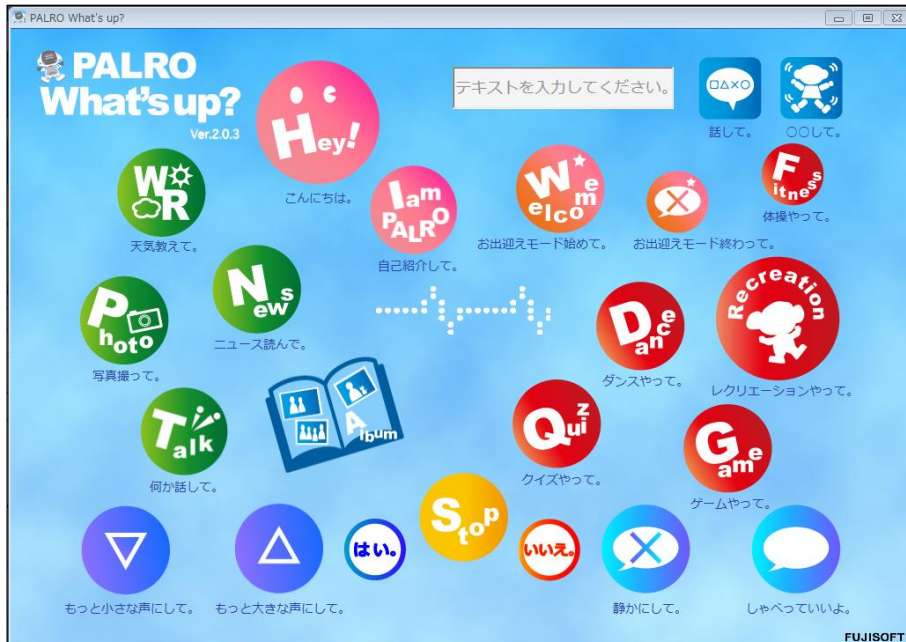 PALRO What's up?
PALRO
What's up?
Ver.2.0.3
Hey!
こんにちは。
テキストを入力してください。
□△×○
話して。
○○して。
WR
天気教えて。
I am
PALRO
自己紹介して。
Welcome
お出迎えモード始めて。
お出迎えモード終わって。
Fitness
体操やって。
Photo
写真撮って。
News
ニュース読んで。
Dance
ダンスやって。
Recreation
レクリエーションやって。
Talk
何か話して。
Album
Quiz
クイズやって。
Game
ゲームやって。
もっと小さな声にして。
もっと大きな声にして。
はい。
Stop
いいえ。
静かにして。
しゃべっていいよ。
FUJISOFT